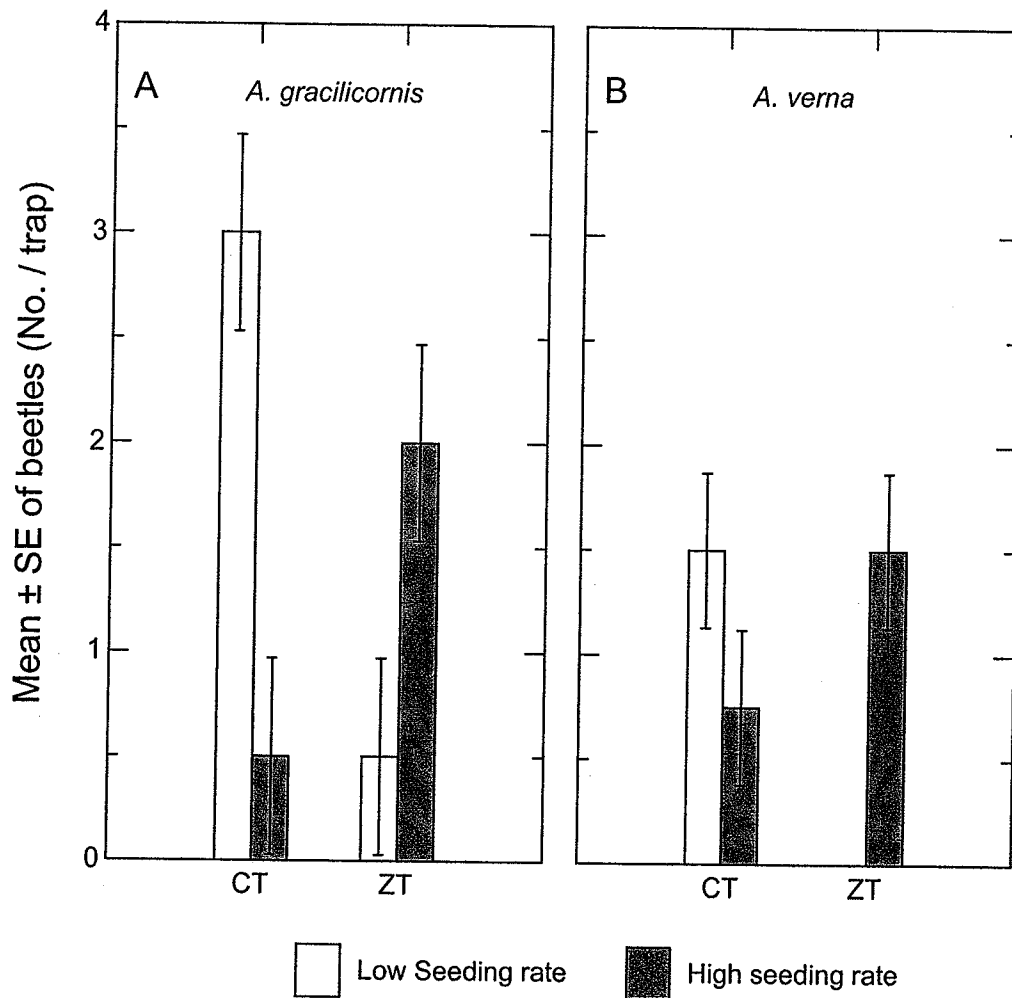 Mean ± SE of beetles (No. / trap)
4
3
2
1
0
A
A. gracilicornis
CT
ZT
B
A. verna
CT
ZT
Low Seeding rate
High seeding rate